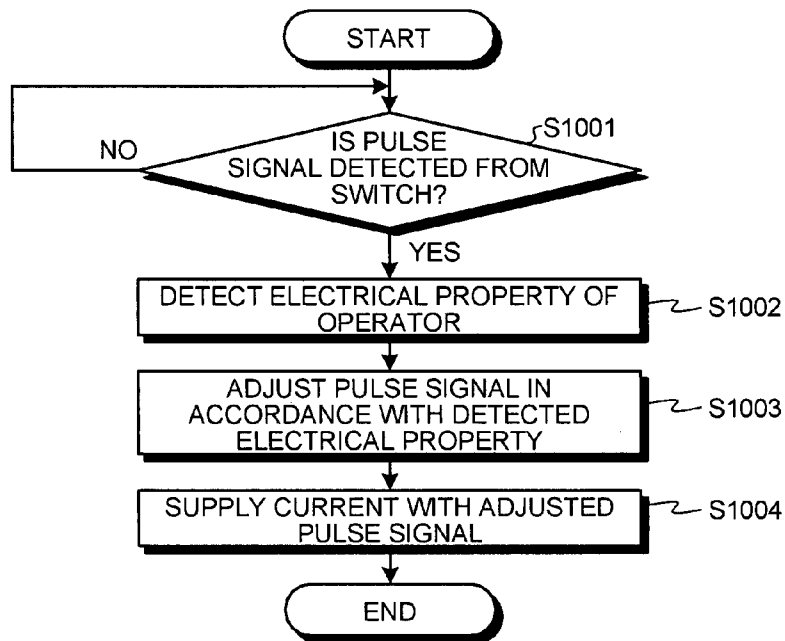 START
IS PULSE
SIGNAL DETECTED FROM
SWITCH?
S1001
NO
YES
DETECT ELECTRICAL PROPERTY OF
OPERATOR
S1002
ADJUST PULSE SIGNAL IN
ACCORDANCE WITH DETECTED
ELECTRICAL PROPERTY
S1003
SUPPLY CURRENT WITH ADJUSTED
PULSE SIGNAL
S1004
END